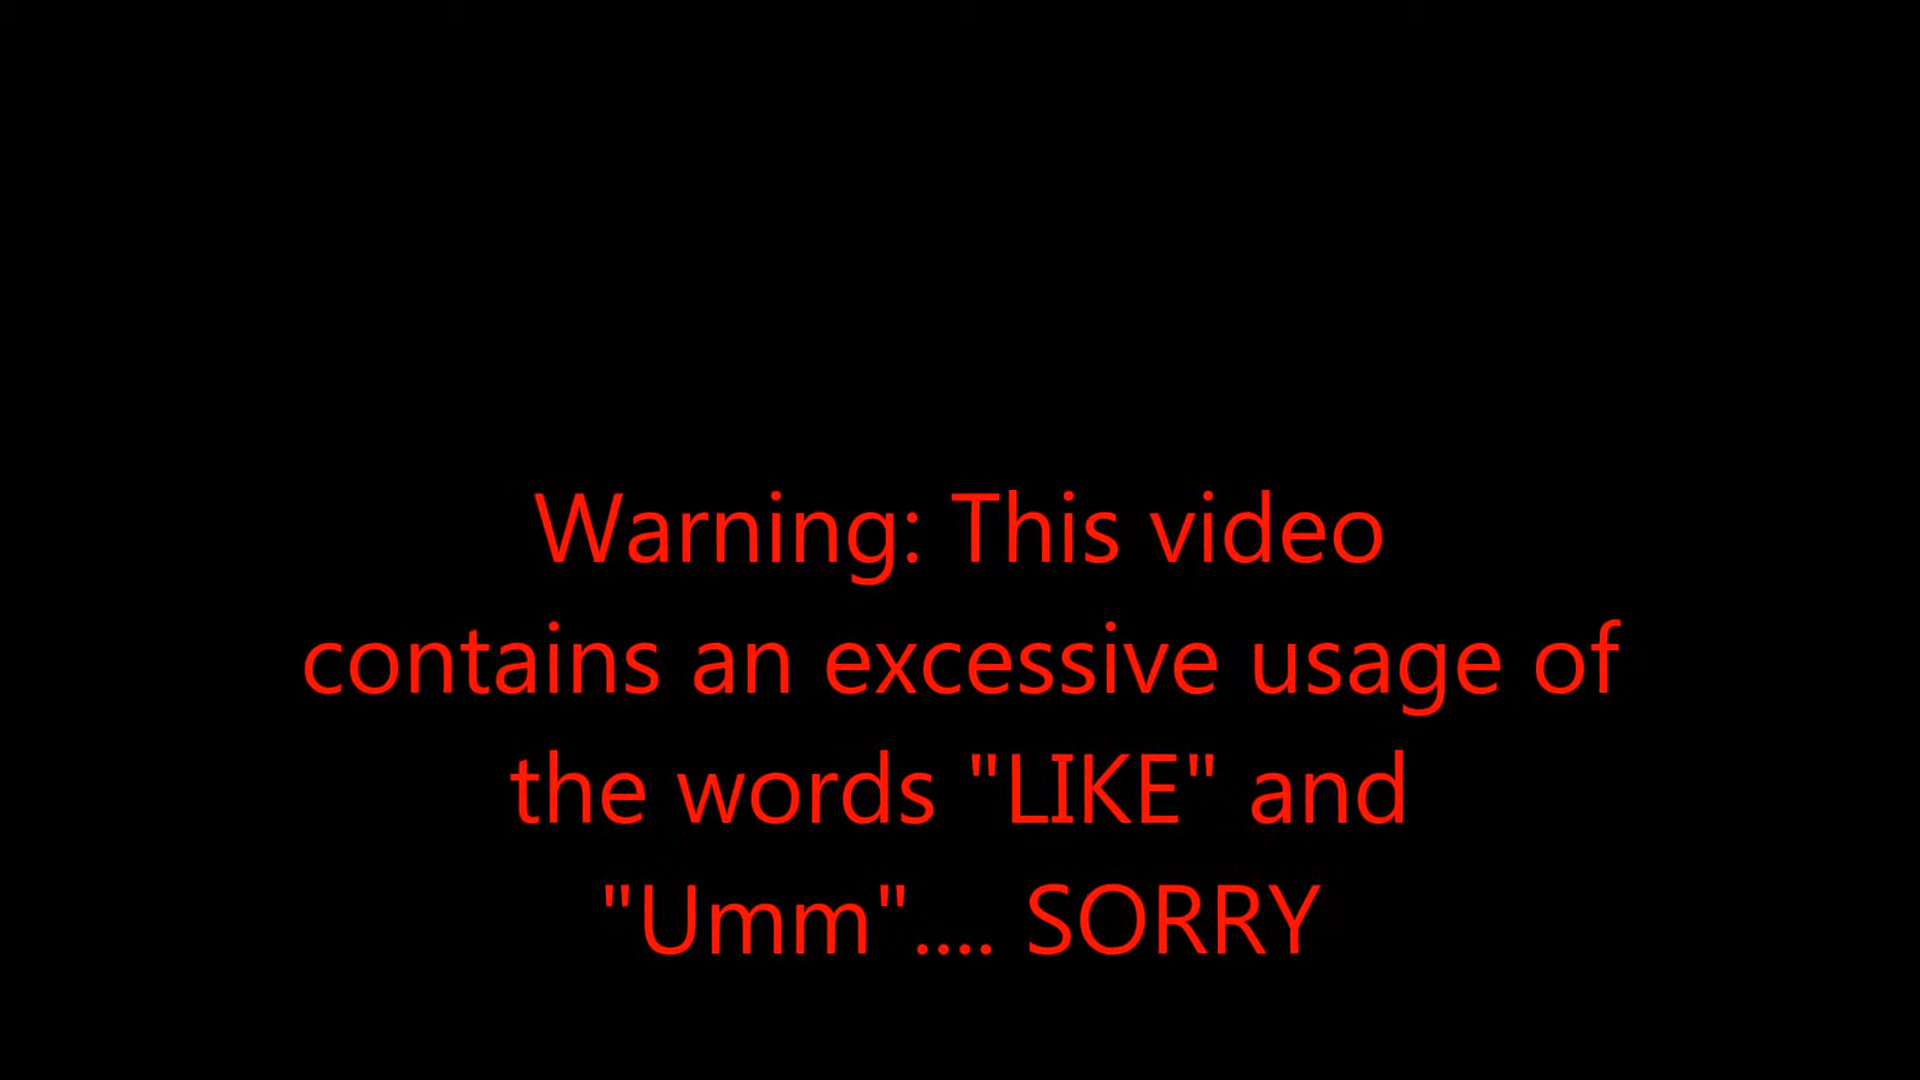 Warning: This video
contains an excessive usage of
the words "LIKE" and
"Umm".... SORRY